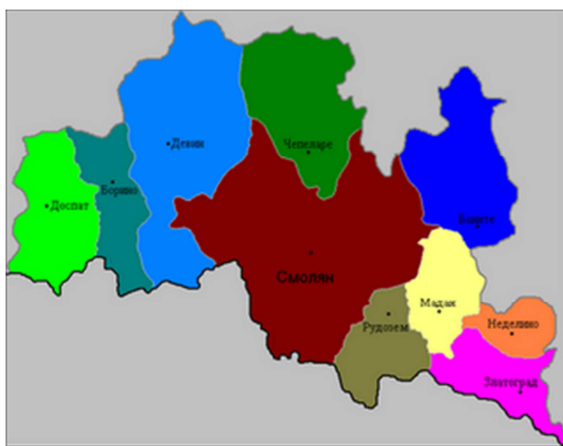 Чепеларе
Девин
Борино
Доспат
Баните
Смолян
Мадан
Рудозем
Неделино
Златоград